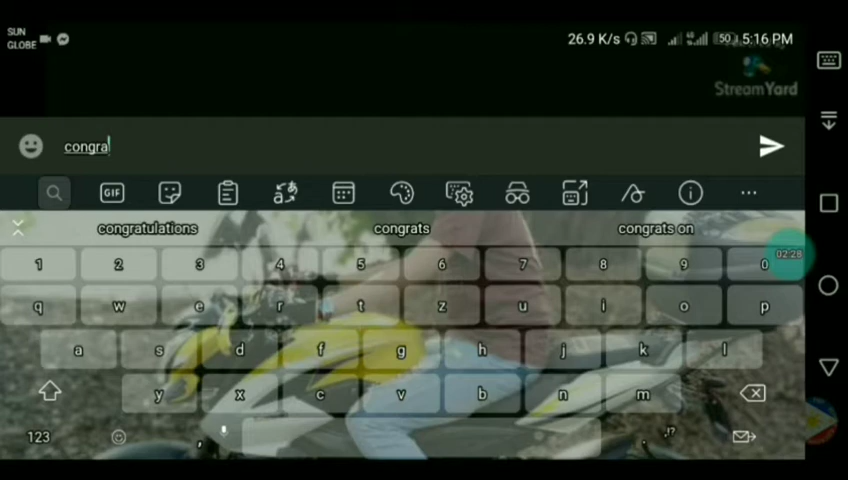 SUN
GLOBE
26.9 K/s 50 5:16 PM
StreamYard
congra
GIF
congratulations congrats congrats on
1 2 3 4 5 6 7 8 9 0
02:28
q w e r t z u i o p
a s d f g h j k l
y x c v b n m
123 , . ,!?